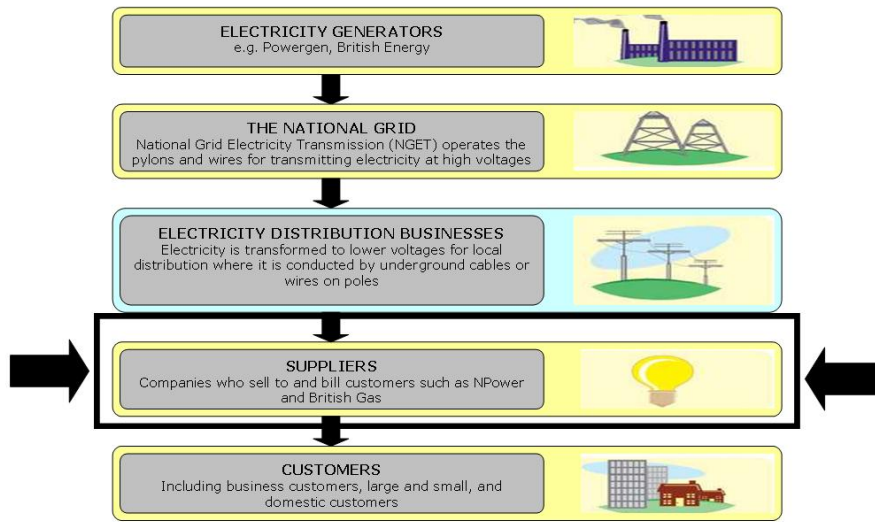 ELECTRICITY GENERATORS
e.g. Powergen, British Energy
THE NATIONAL GRID
National Grid Electricity Transmission (NGET) operates the
pylons and wires for transmitting electricity at high voltages
ELECTRICITY DISTRIBUTION BUSINESSES
Electricity is transformed to lower voltages for local
distribution where it is conducted by underground cables or
wires on poles
SUPPLIERS
Companies who sell to and bill customers such as NPower
and British Gas
CUSTOMERS
Including business customers, large and small, and
domestic customers